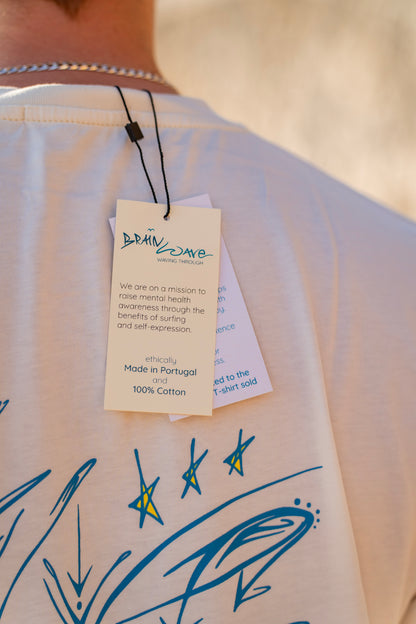 BRAIN WAVE
WAVING THROUGH
We are on a mission to
raise mental health
awareness through the
benefits of surfing
and self-expression.
ethically
Made in Portugal
and
100% Cotton
to the
T-shirt sold